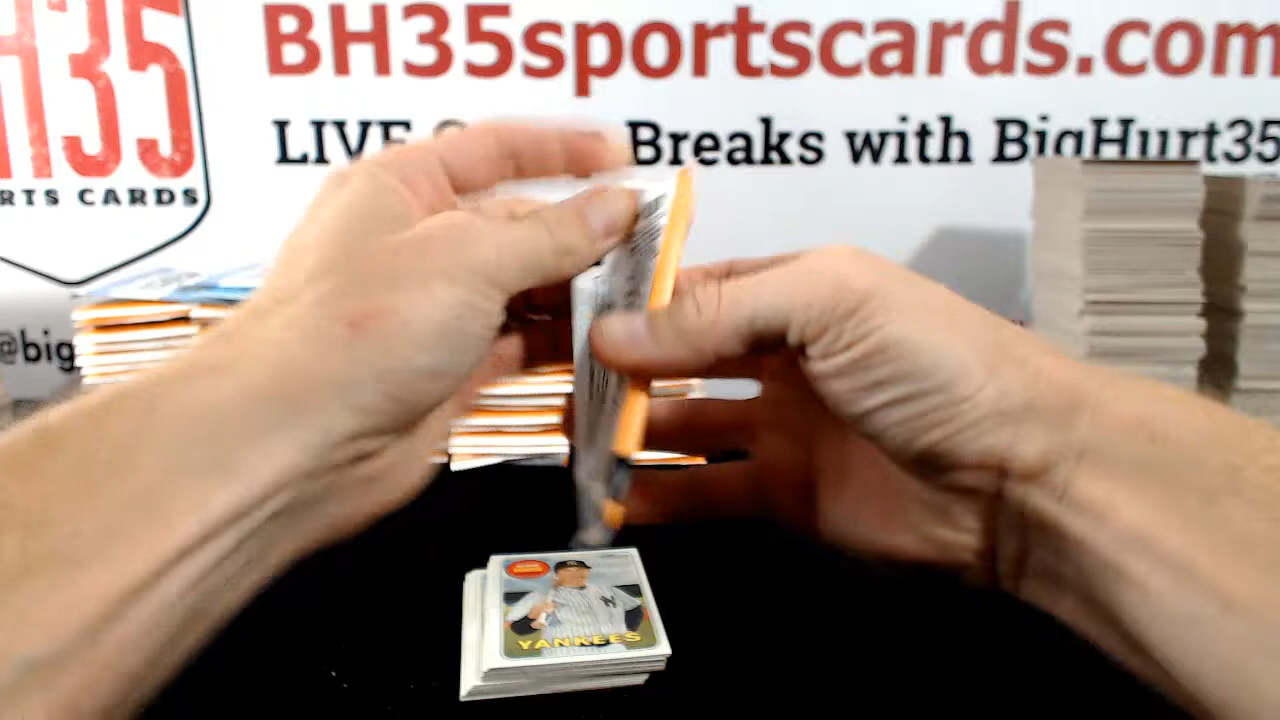 H35
RTS CARDS
BH35sportscards.com
LIVE Breaks with BigHurt35
@big
YANKEES